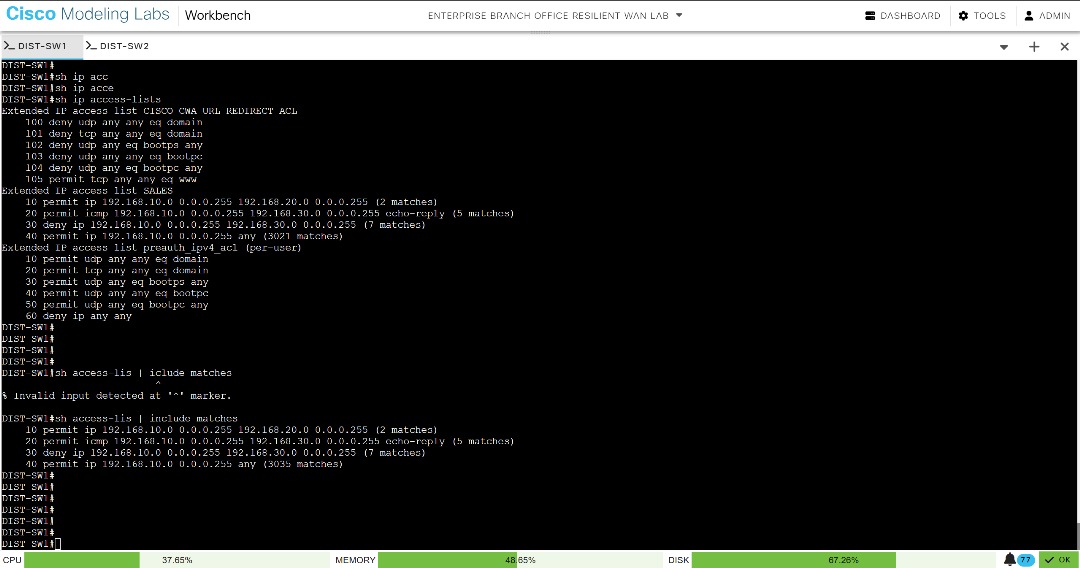 Cisco Modeling Labs Workbench ENTERPRISE BRANCH OFFICE RESILIENT WAN LAB DASHBOARD TOOLS ADMIN
DIST-SW1 DIST-SW2
DIST-SW1#
DIST-SW1#sh ip acc
DIST-SW1#sh ip acce
DIST-SW1#sh ip access-lists
Extended IP access list CISCO CWA URL REDIRECT ACL
100 deny udp any any eq domain
101 deny tcp any any eq domain
102 deny udp any eq bootps any
103 deny udp any any eq bootpc
104 deny udp any eq bootpc any
105 permit tcp any any eq www
Extended IP access list SALES
10 permit ip 192.168.10.0 0.0.0.255 192.168.20.0 0.0.0.255 (2 matches)
20 permit icmp 192.168.10.0 0.0.0.255 192.168.30.0 0.0.0.255 echo-reply (5 matches)
30 deny ip 192.168.10.0 0.0.0.255 192.168.30.0 0.0.0.255 (7 matches)
40 permit ip 192.168.10.0 0.0.0.255 any (3021 matches)
Extended IP access list preauth_ipv4_acl (per-user)
10 permit udp any any eq domain
20 permit tcp any any eq domain
30 permit udp any eq bootps any
40 permit udp any any eq bootpc
50 permit udp any eq bootpc any
60 deny ip any any
DIST-SW1#
DIST-SW1#
DIST-SW1#
DIST-SW1#
DIST-SW1#sh access-lis | iclude matches
^
% Invalid input detected at '^' marker.
DIST-SW1#sh access-lis | include matches
10 permit ip 192.168.10.0 0.0.0.255 192.168.20.0 0.0.0.255 (2 matches)
20 permit icmp 192.168.10.0 0.0.0.255 192.168.30.0 0.0.0.255 echo-reply (5 matches)
30 deny ip 192.168.10.0 0.0.0.255 192.168.30.0 0.0.0.255 (7 matches)
40 permit ip 192.168.10.0 0.0.0.255 any (3035 matches)
DIST-SW1#
DIST-SW1#
DIST-SW1#
DIST-SW1#
DIST-SW1#
DIST-SW1#
DIST-SW1#
CPU 37.65% MEMORY 48.65% DISK 67.26% 77 OK